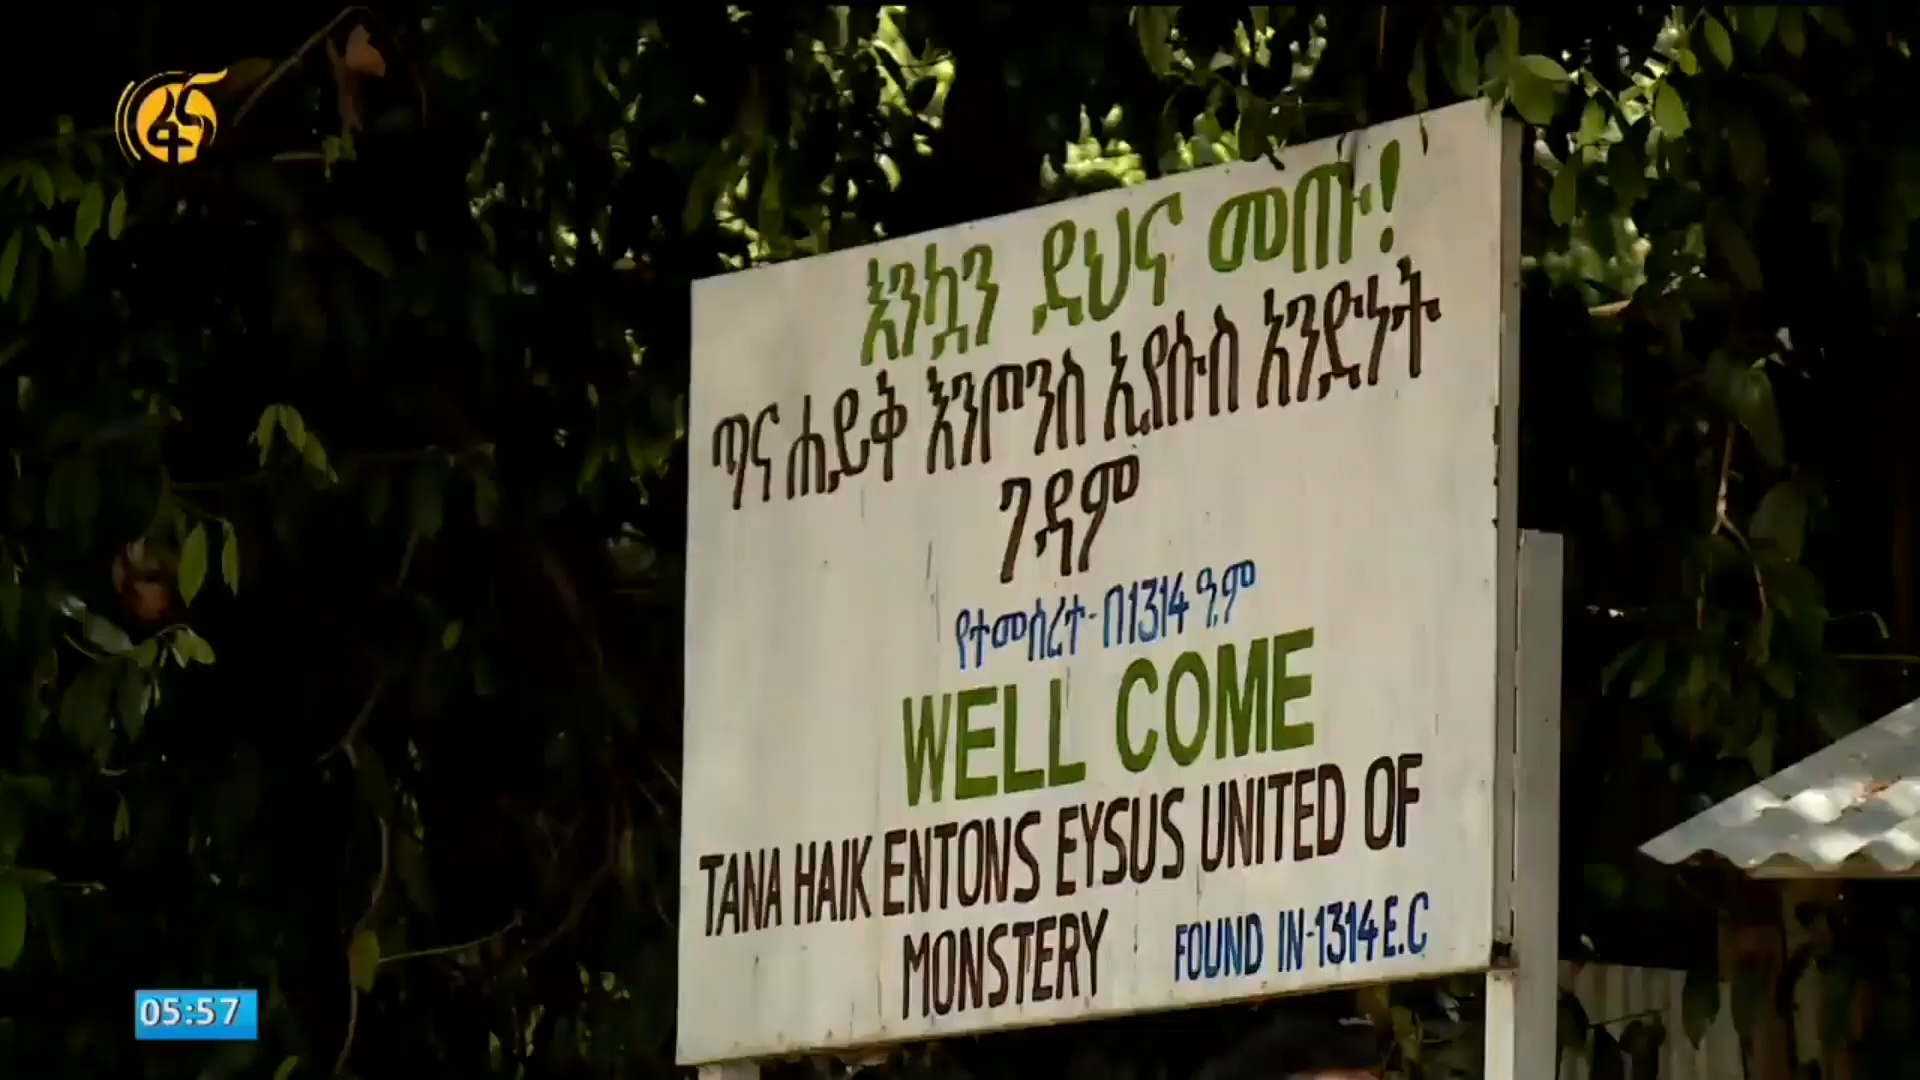 ፋና
እንኳን ደህና መጡ!
ጣና ሐይቅ እንጦንስ ኢየሱስ አንድነት
ገዳም
የተመሰረተ-በ1314 ዓ.ም
WELL COME
TANA HAIK ENTONS EYSUS UNITED OF
MONSTERY FOUND IN-1314 E.C
05:57